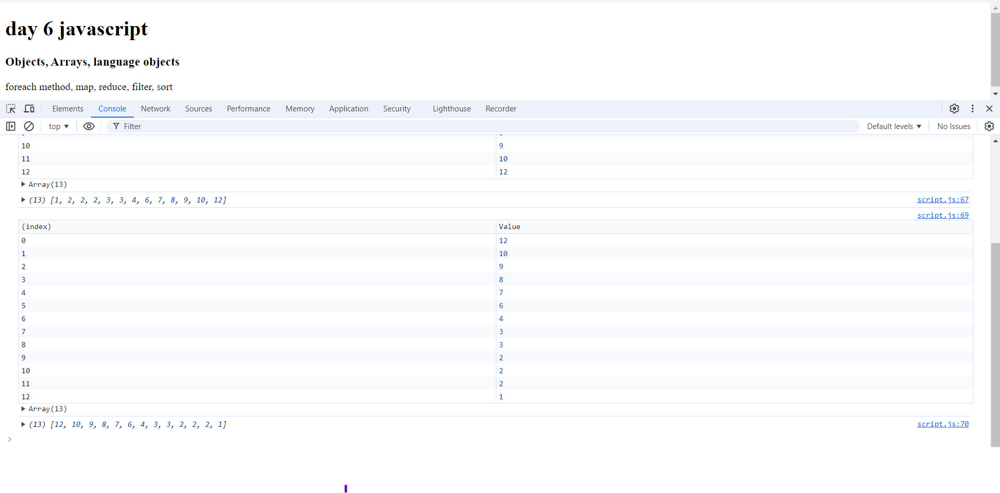 day 6 javascript
Objects, Arrays, language objects
foreach method, map, reduce, filter, sort
Elements Console Network Sources Performance Memory Application Security Lighthouse Recorder
top Filter Default levels No Issues
10 9
11 10
12 12
Array(13)
(13) [1, 2, 2, 2, 3, 3, 4, 6, 7, 8, 9, 10, 12] script.js:67
script.js:69
(index) Value
0 12
1 10
2 9
3 8
4 7
5 6
6 4
7 3
8 3
9 2
10 2
11 2
12 1
Array(13)
(13) [12, 10, 9, 8, 7, 6, 4, 3, 3, 2, 2, 2, 1] script.js:70